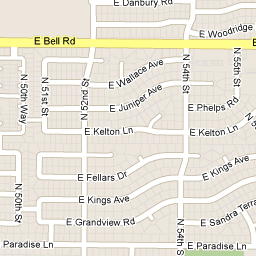 E Danbury Rd
E Woodridge
E Bell Rd
N 50th Way
N 51st St
N 52nd St
N 54th St
N 55th St
E Wallace Ave
E Juniper Ave
E Phelps Rd
E Kelton Ln
E Kelton Ln
E Fellars Dr
E Kings Ave
N 50th St
E Kings Ave
E Grandview Rd
N 54th S
E Sandra Terra
Paradise Ln
E Paradise Ln